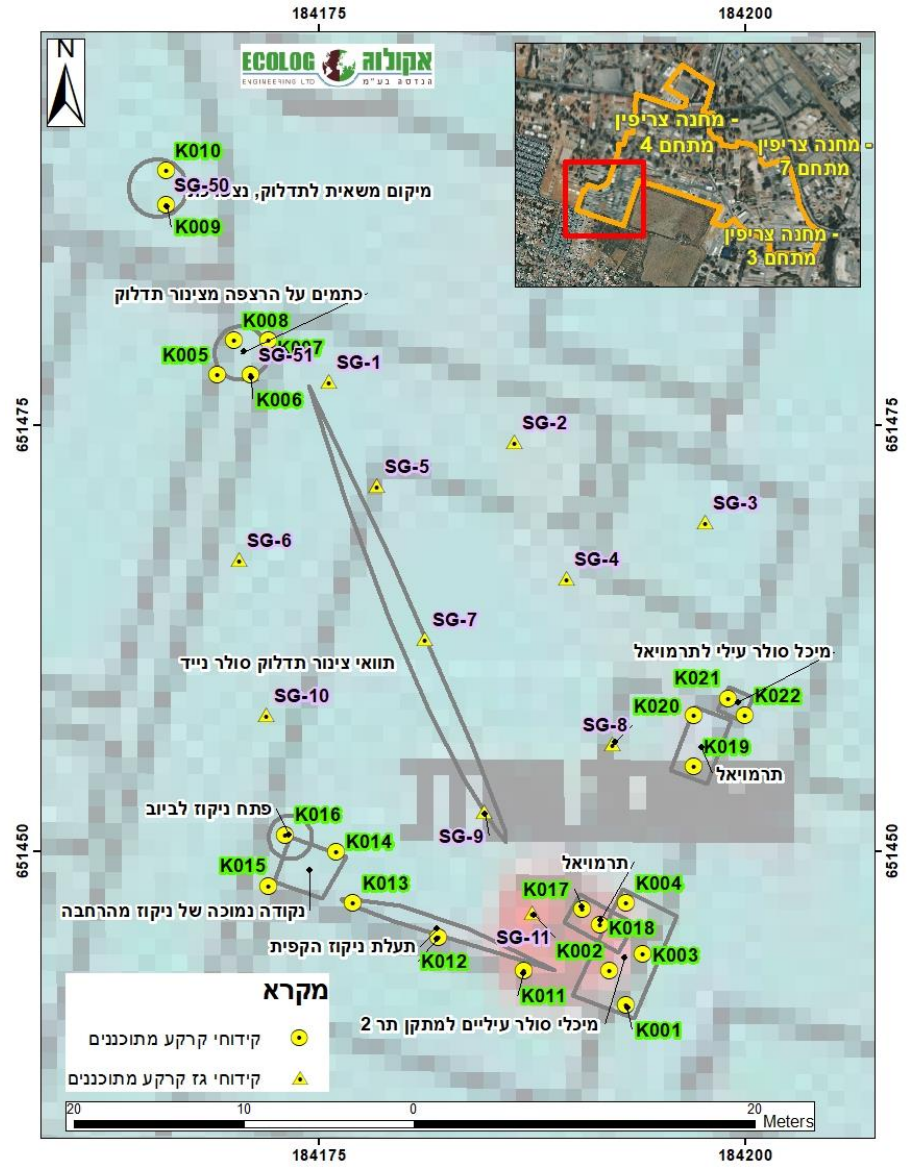 184175
184200
N
ECOLOG אקולוג
ENGINEERING LTD הנדסה בע"מ
מחנה צריפין -
מתחם 4
מחנה צריפין -
מתחם 7
מחנה צריפין -
מתחם 3
K010
SG-50
מיקום משאית לתדלוק,
K009
כתמים על הרצפה מצינור תדלוק
K008
K007
K005
SG-51
SG-1
K006
651475
651475
SG-2
SG-5
SG-3
SG-6
SG-4
SG-7
תוואי צינור תדלוק סולר נייד
מיכל סולר עילי לתרמויאל
K021
K022
K020
SG-10
SG-8
K019
תרמויאל
פתח ניקוז לביוב
K016
SG-9
651450
651450
K014
תרמויאל
K015
K013
K017
K004
נקודה נמוכה של ניקוז מהרחבה
K018
SG-11
K002
K003
תעלת ניקוז הקפית
K012
K011
K001
מיכלי סולר עיליים למתקן תר 2
מקרא
קידוחי קרקע מתוכננים
קידוחי גז קרקע מתוכננים
20 10 0 20
Meters
184175
184200